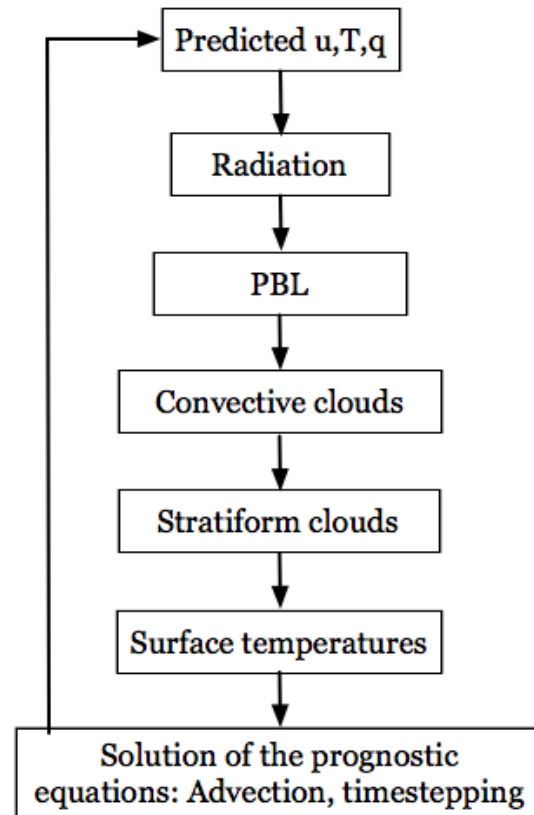 Predicted u,T,q
Radiation
PBL
Convective clouds
Stratiform clouds
Surface temperatures
Solution of the prognostic
equations: Advection, timestepping